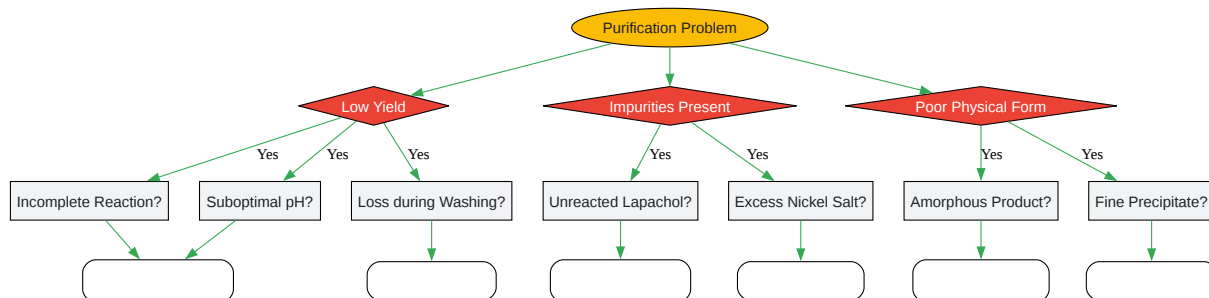 Purification Problem
Low Yield
Impurities Present
Poor Physical Form
Yes
Yes
Yes
Yes
Yes
Yes
Yes
Incomplete Reaction?
Suboptimal pH?
Loss during Washing?
Unreacted Lapachol?
Excess Nickel Salt?
Amorphous Product?
Fine Precipitate?